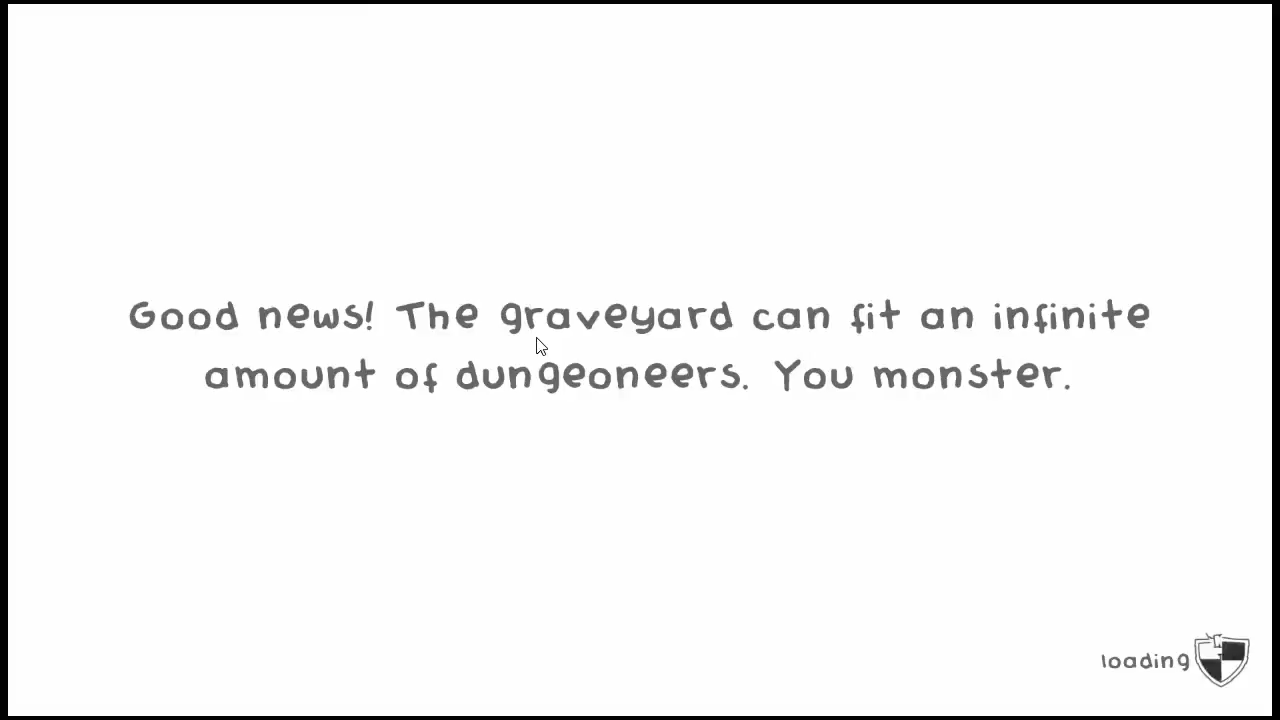 Good news! The graveyard can fit an infinite
amount of dungeoneers. You monster.
loading